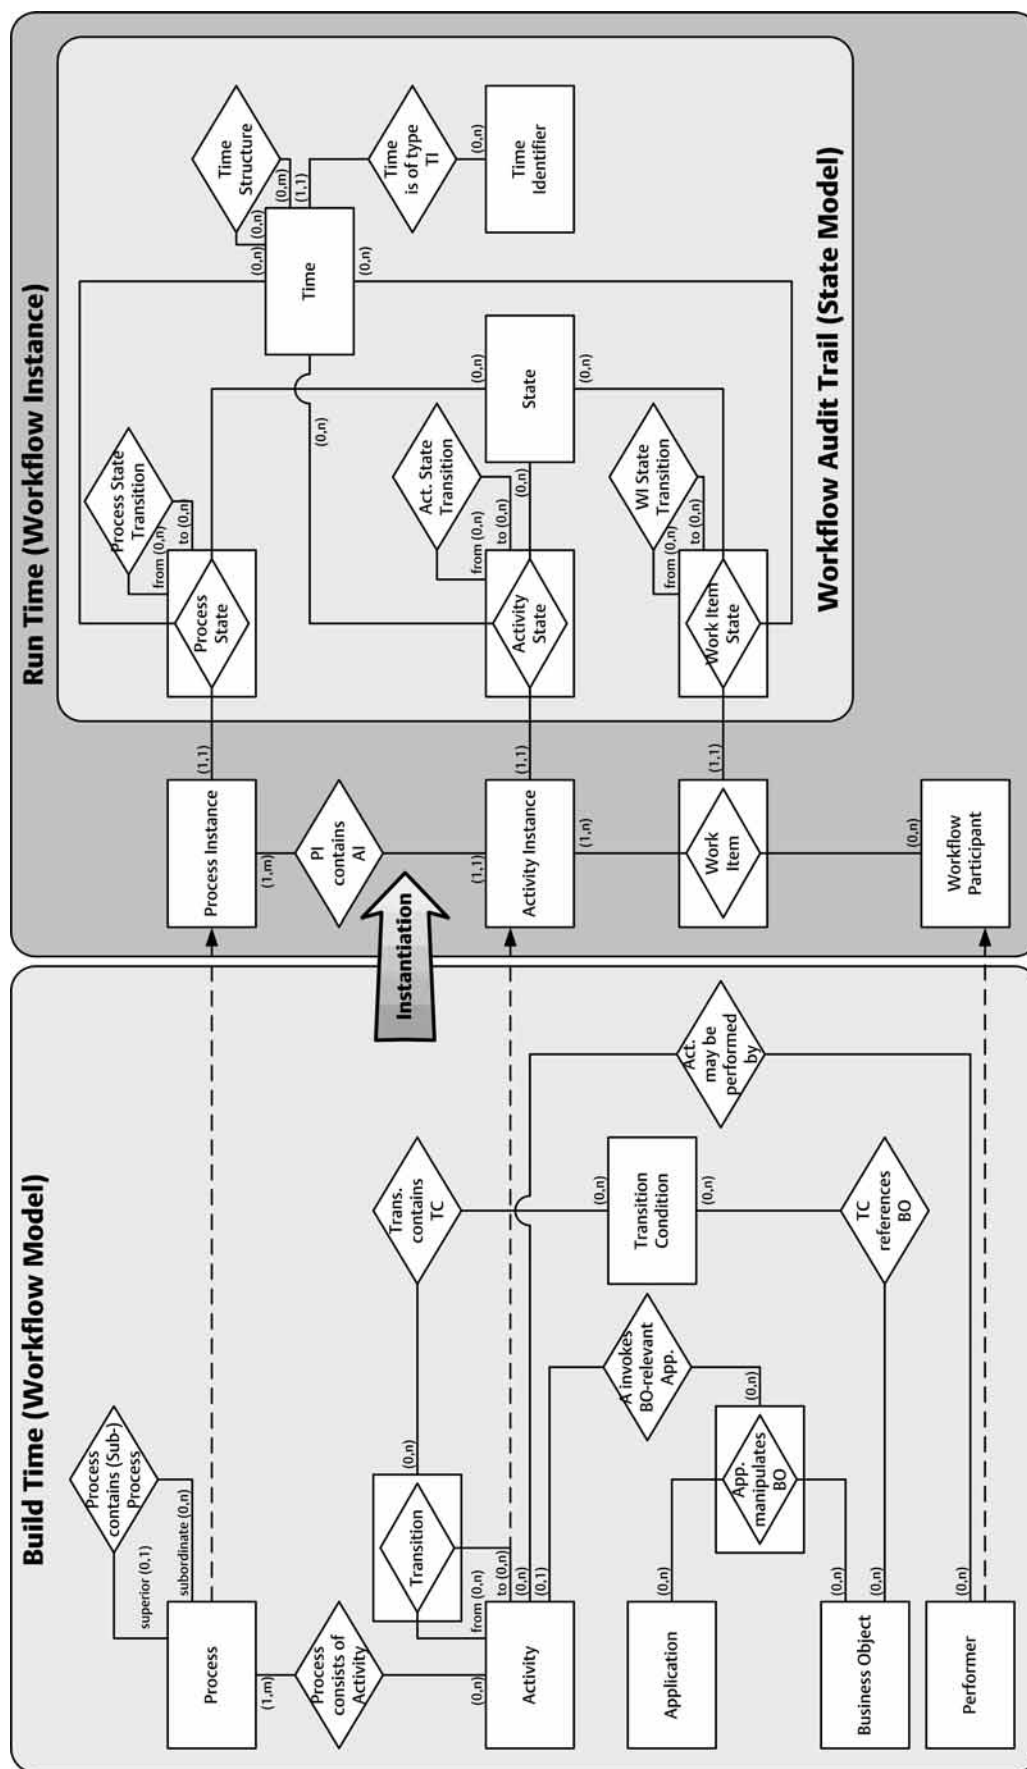 Build Time (Workflow Model)
Process
contains (Sub-)
Process
superior (0,1)
subordinate (0,n)
Process
(1,m)
Process
consists of
Activity
(0,n)
Activity
from (0,n)
to (0,n)
(0,n)
(0,1)
Transition
(0,n)
Trans.
contains
TC
(0,n)
Transition
Condition
(0,n)
TC
references
BO
(0,n)
A invokes
BO-relevant
App.
(0,n)
App.
manipulates
BO
(0,n)
Application
(0,n)
Business Object
Act.
may be
performed
by
(0,n)
Performer
Instantiation
Run Time (Workflow Instance)
Process Instance
(1,1)
(1,m)
PI
contains
AI
(1,1)
Activity Instance
(1,1)
(1,n)
Work
Item
(1,1)
(0,n)
Workflow
Participant
Process
State
Process State
Transition
from (0,n)
to (0,n)
Activity
State
Act. State
Transition
from (0,n)
to (0,n)
(0,n)
Work Item
State
WI State
Transition
from (0,n)
to (0,n)
State
(0,n)
(0,n)
(0,n)
Time
(0,n)
(0,n)
(0,m)
(1,1)
(0,n)
Time
Structure
Time
is of type
TI
(0,n)
Time
Identifier
Workflow Audit Trail (State Model)